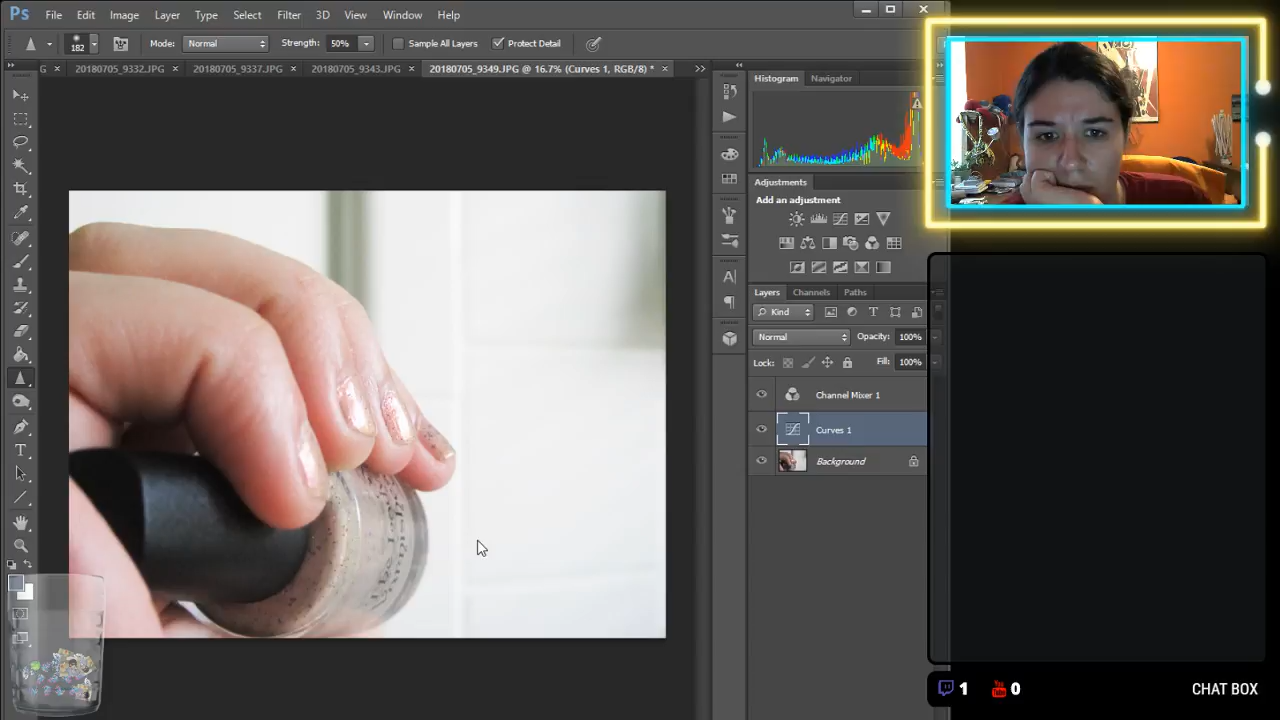 Ps File Edit Image Layer Type Select Filter 3D View Window Help
182 Mode: Normal Strength: 50% Sample All Layers Protect Detail
G × 20180705_9332.JPG × 20180705_9337.JPG × 20180705_9343.JPG × 20180705_9349.JPG @ 16.7% (Curves 1, RGB/8) * ×
Histogram Navigator
Adjustments
Add an adjustment
Layers Channels Paths
Kind
Normal Opacity: 100%
Lock: Fill: 100%
Channel Mixer 1
Curves 1
Background
1 0 CHAT BOX